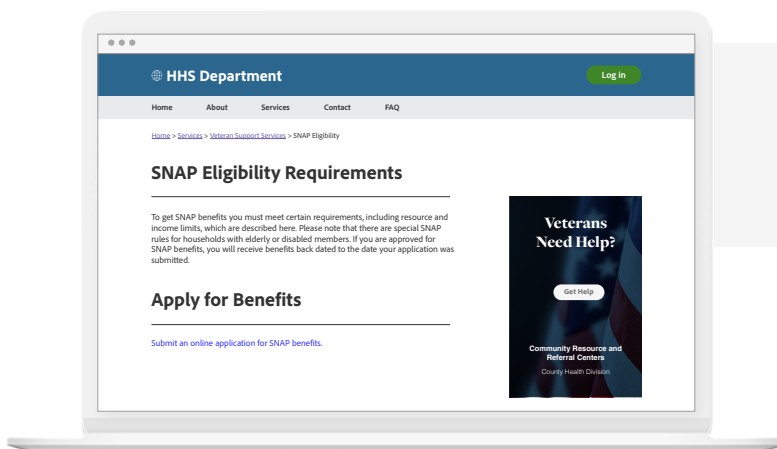 HHS Department
Log in
Home About Services Contact FAQ
Home > Services > Veteran Support Services > SNAP Eligibility
SNAP Eligibility Requirements
To get SNAP benefits you must meet certain requirements, including resource and
income limits, which are described here. Please note that there are special SNAP
rules for households with elderly or disabled members. If you are approved for
SNAP benefits, you will receive benefits back dated to the date your application was
submitted.
Apply for Benefits
Submit an online application for SNAP benefits.
Veterans
Need Help?
Get Help
Community Resource and
Referral Centers
County Health Division